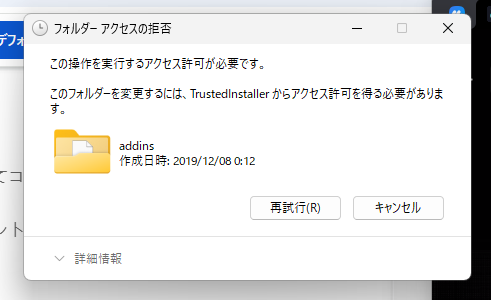 フォルダー アクセスの拒否
デフォ
この操作を実行するアクセス許可が必要です。
このフォルダーを変更するには、TrustedInstaller からアクセス許可を得る必要がありま
す。
addins
作成日時: 2019/12/08 0:12
てコ
ント
再試行(R)
キャンセル
詳細情報